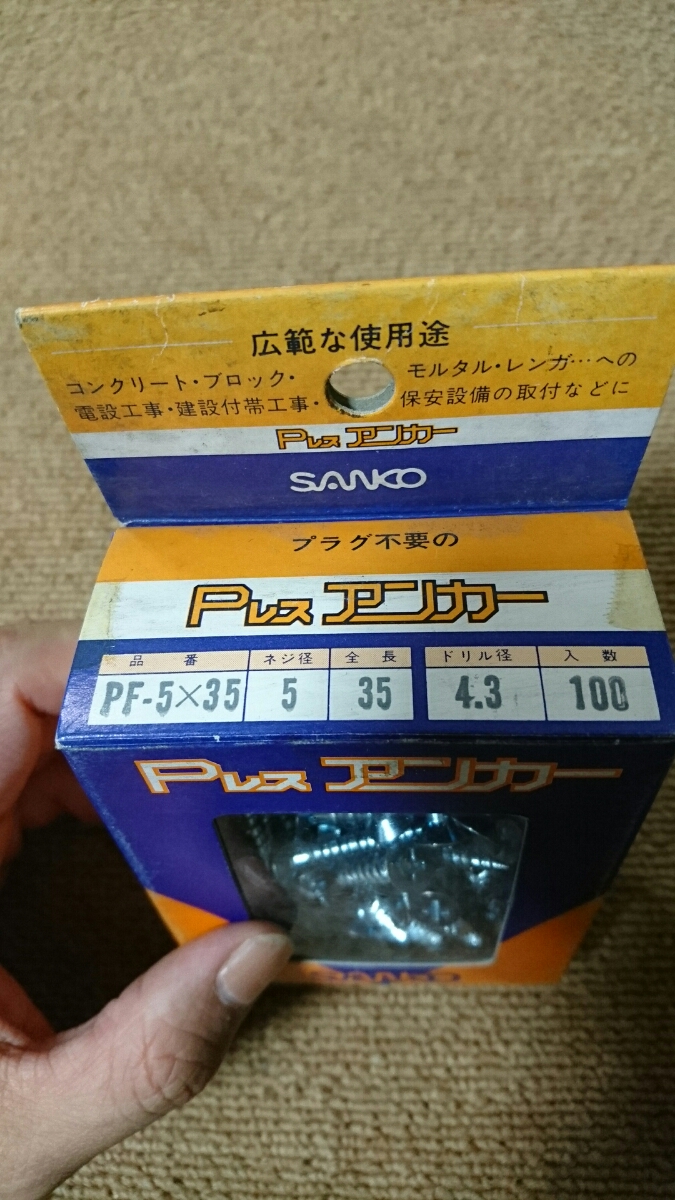 広範な使用途
コンクリート・ブロック・ モルタル・レンガ…への
電設工事・建設付帯工事・ 保安設備の取付などに
Pレス アンカー
SANKO
プラグ不要の
Pレス アンカー
品番 ネジ径 全長 ドリル径 入数
PF-5×35 5 35 4.3 100
Pレス アンカー
SANKO